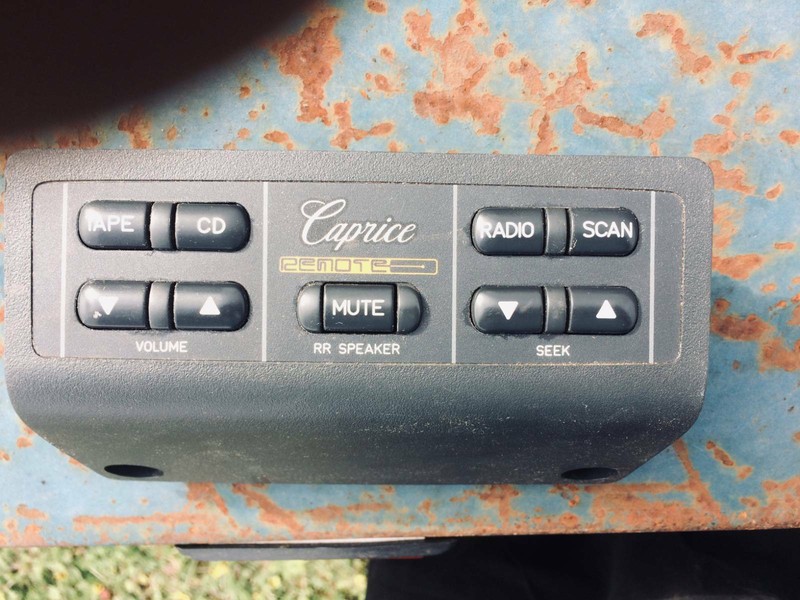 TAPE CD
VOLUME
Caprice
REMOTE
MUTE
RR SPEAKER
RADIO SCAN
SEEK